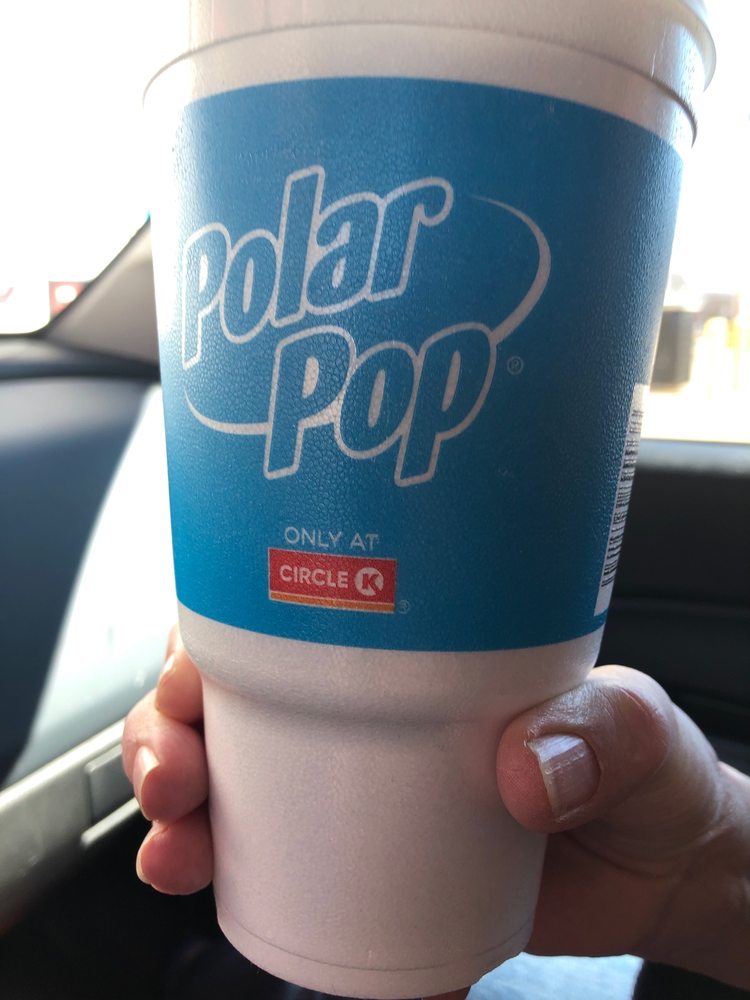 Polar
Pop®
ONLY AT
CIRCLE K®